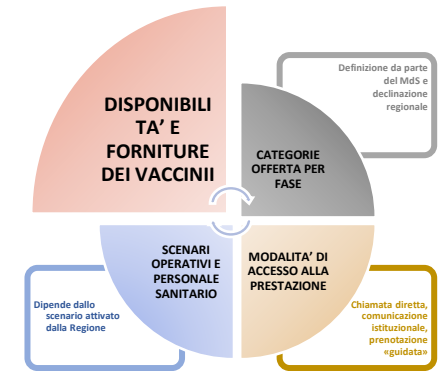 DISPONIBILI
TA’ E
FORNITURE
DEI VACCINII
Definizione da parte
del MdS e
declinazione
regionale
CATEGORIE
OFFERTA PER
FASE
SCENARI
OPERATIVI E
PERSONALE
SANITARIO
MODALITA’ DI
ACCESSO ALLA
PRESTAZIONE
Dipende dallo
scenario attivato
dalla Regione
Chiamata diretta,
comunicazione
istituzionale,
prenotazione
«guidata»